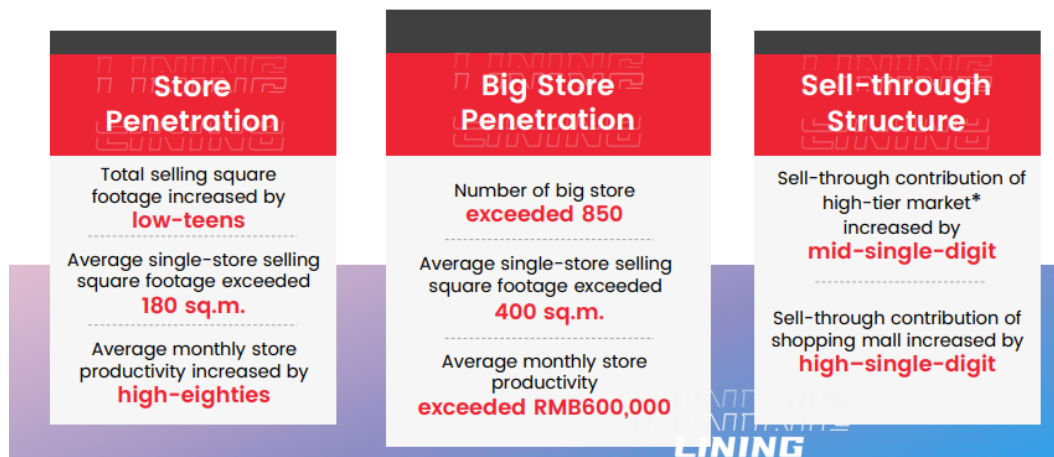 Store
Penetration
Total selling square
footage increased by
low-teens
Average single-store selling
square footage exceeded
180 sq.m.
Average monthly store
productivity increased by
high-eighties
Big Store
Penetration
Number of big store
exceeded 850
Average single-store selling
square footage exceeded
400 sq.m.
Average monthly store
productivity
exceeded RMB600,000
Sell-through
Structure
Sell-through contribution of
high-tier market*
increased by
mid-single-digit
Sell-through contribution of
shopping mall increased by
high–single-digit
LINING